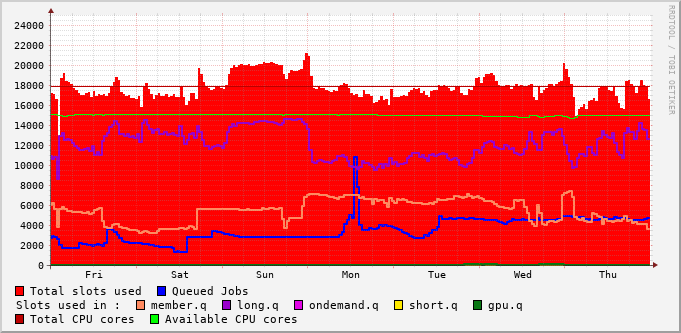 24000
22000
20000
18000
16000
14000
12000
10000
8000
6000
4000
2000
0
Fri Sat Sun Mon Tue Wed Thu
RRDTOOL / TOBI OETIKER
Total slots used Queued Jobs
Slots used in : member.q long.q ondemand.q short.q gpu.q
Total CPU cores Available CPU cores